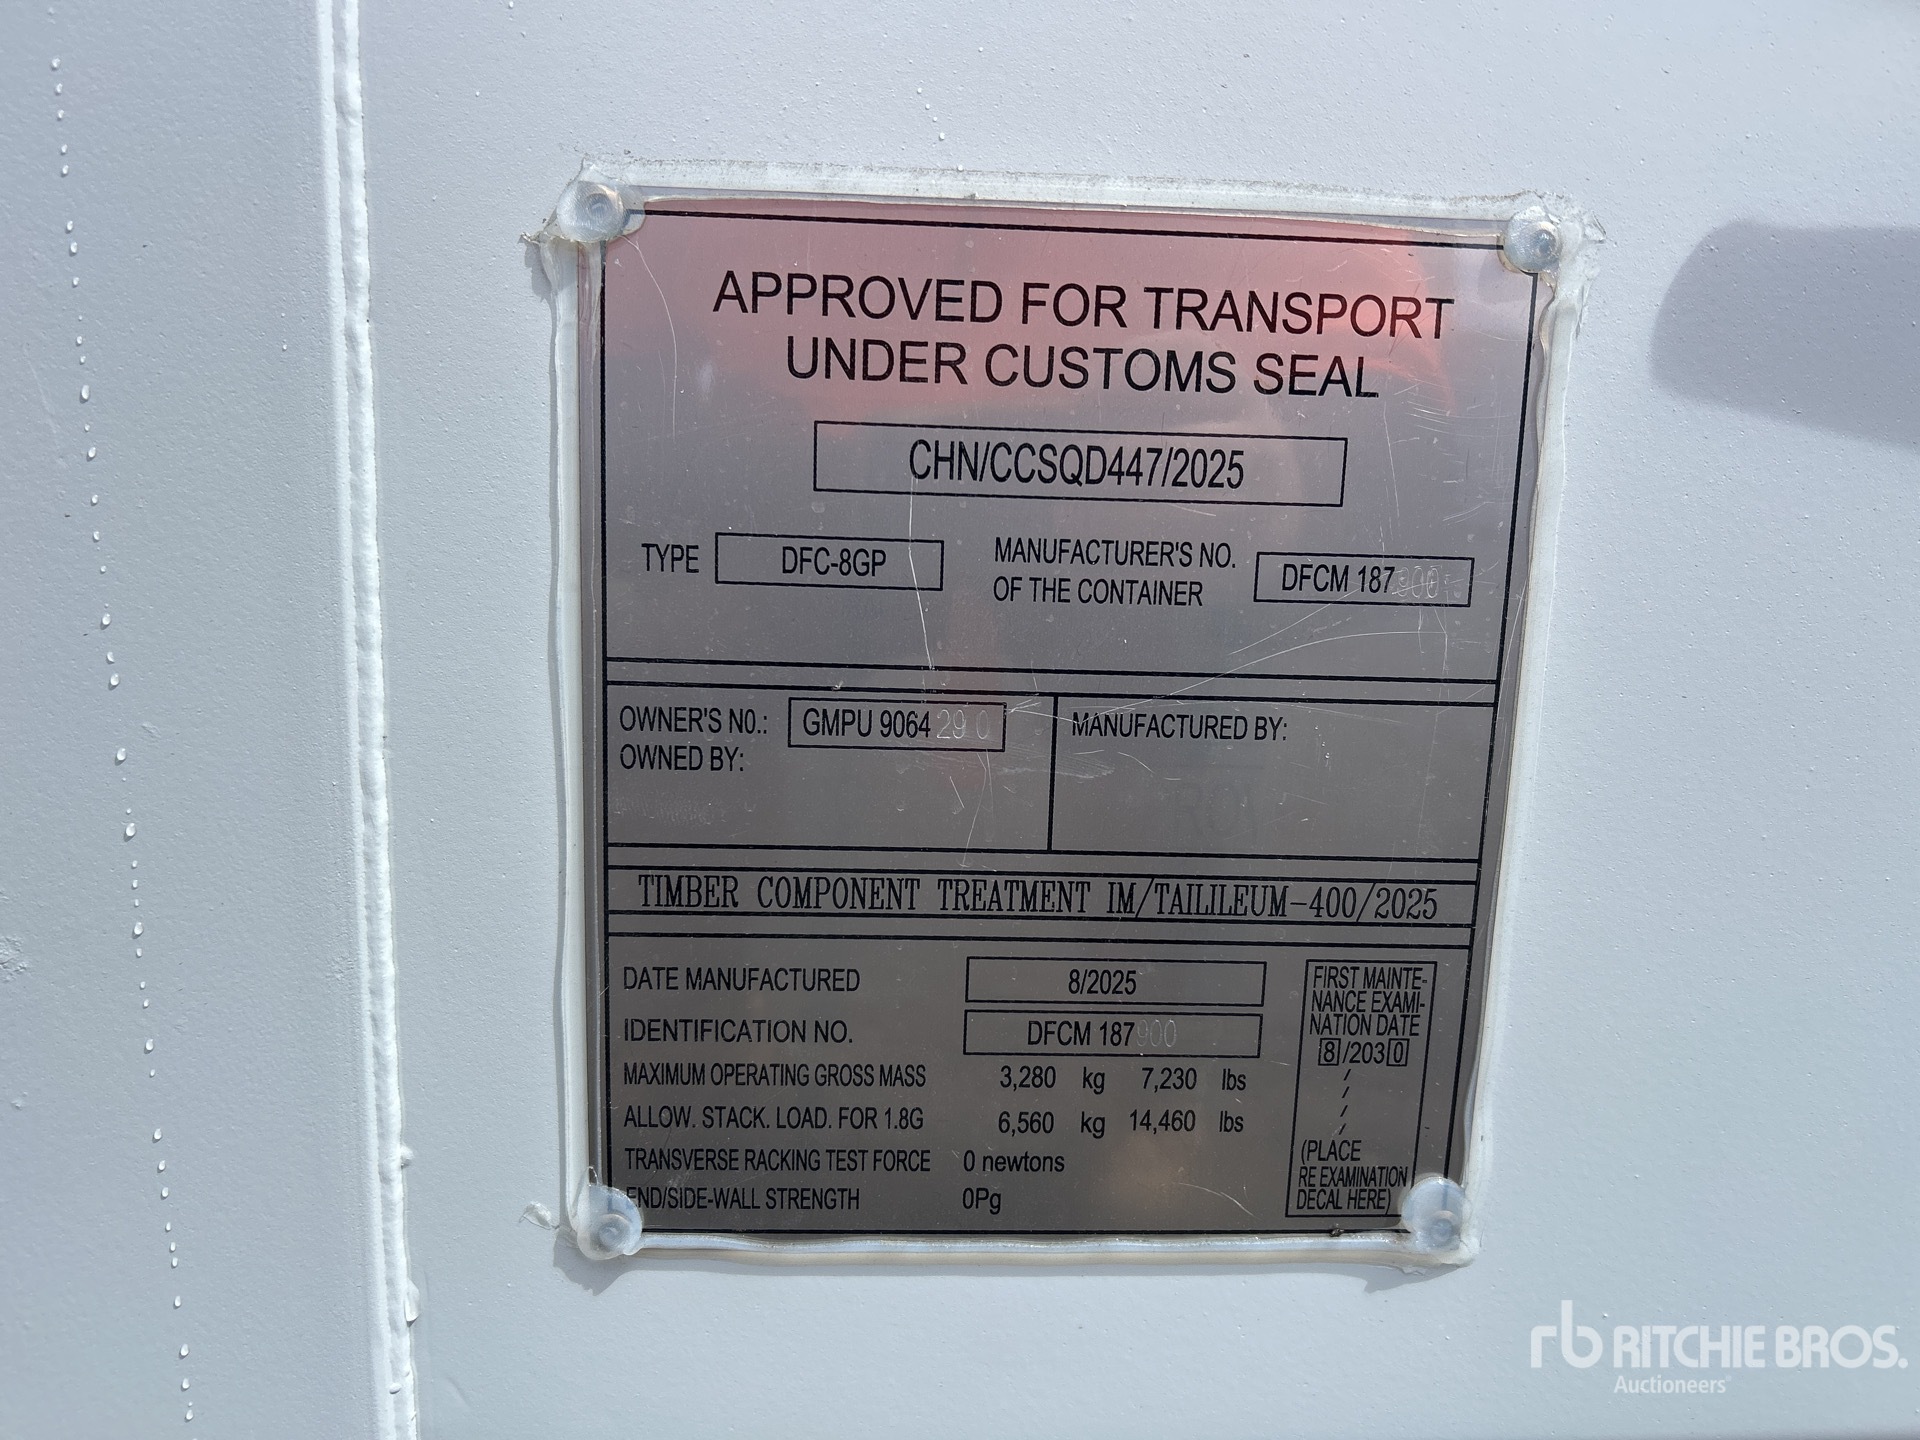 APPROVED FOR TRANSPORT
UNDER CUSTOMS SEAL
CHN/CCSQD447/2025
TYPE DFC-8GP
MANUFACTURER'S NO.
OF THE CONTAINER
DFCM 187900
OWNER'S NO.: GMPU 9064290
OWNED BY:
MANUFACTURED BY:
TIMBER COMPONENT TREATMENT IM/TAILILEUM-400/2025
DATE MANUFACTURED 8/2025
IDENTIFICATION NO. DFCM 187900
MAXIMUM OPERATING GROSS MASS 3,280 kg 7,230 lbs
ALLOW. STACK. LOAD. FOR 1.8G 6,560 kg 14,460 lbs
TRANSVERSE RACKING TEST FORCE 0 newtons
END/SIDE-WALL STRENGTH 0Pg
FIRST MAINTE-
NANCE EXAMI-
NATION DATE
8/2030
/
/
/
(PLACE
RE EXAMINATION
DECAL HERE)
rb RITCHIE BROS.
Auctioneers